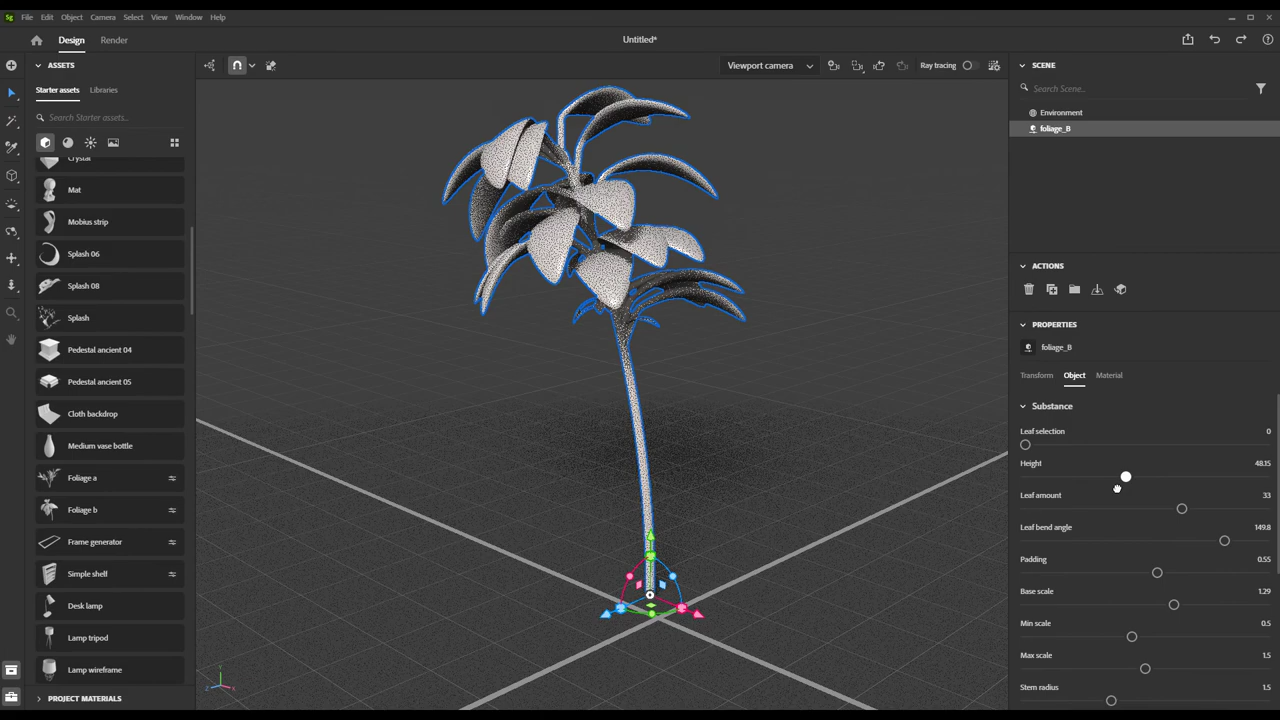 Sg File Edit Object Camera Select View Window Help
Design Render Untitled*
ASSETS
Starter assets Libraries
Search Starter assets..
Crystal
Mat
Mobius strip
Splash 06
Splash 08
Splash
Pedestal ancient 04
Pedestal ancient 05
Cloth backdrop
Medium vase bottle
Foliage a
Foliage b
Frame generator
Simple shelf
Desk lamp
Lamp tripod
Lamp wireframe
PROJECT MATERIALS
Viewport camera Ray tracing
Y
Z X
SCENE
Search Scene..
Environment
foliage_B
ACTIONS
PROPERTIES
foliage_B
Transform Object Material
Substance
Leaf selection 0
Height 48.15
Leaf amount 33
Leaf bend angle 149.8
Padding 0.55
Base scale 1.29
Min scale 0.5
Max scale 1.5
Stem radius 1.5